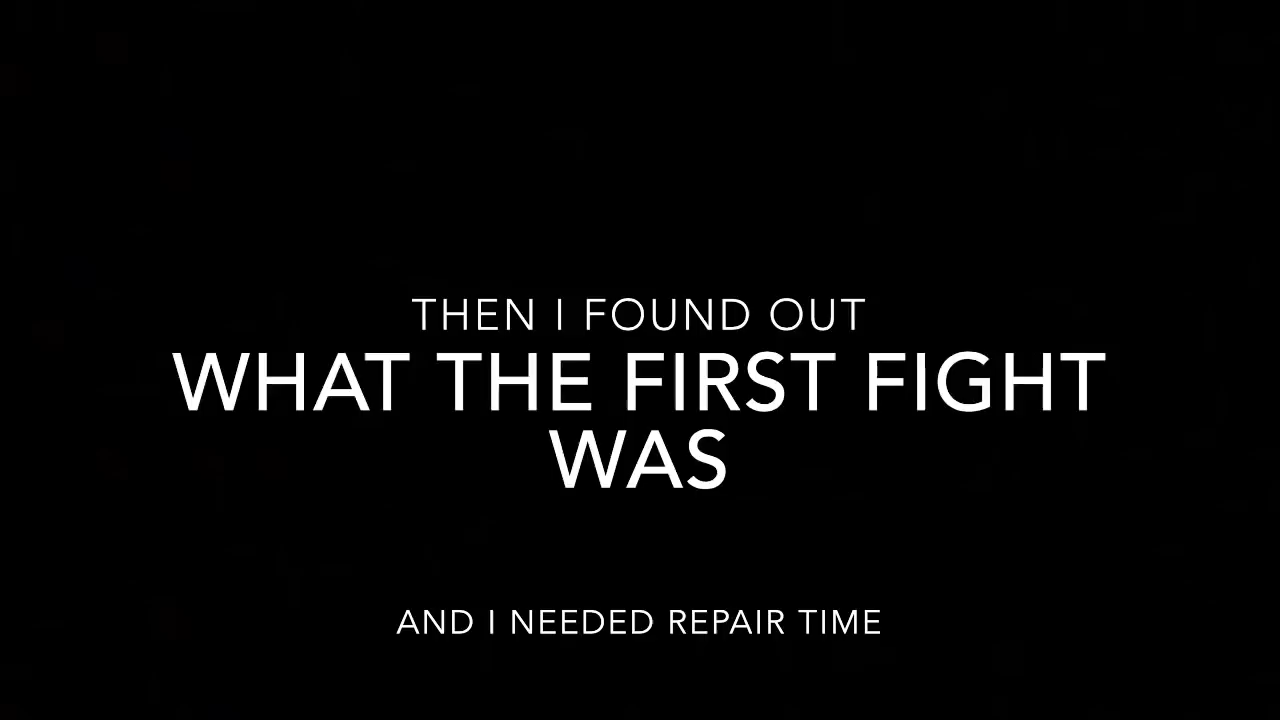 THEN I FOUND OUT
WHAT THE FIRST FIGHT
WAS
AND I NEEDED REPAIR TIME